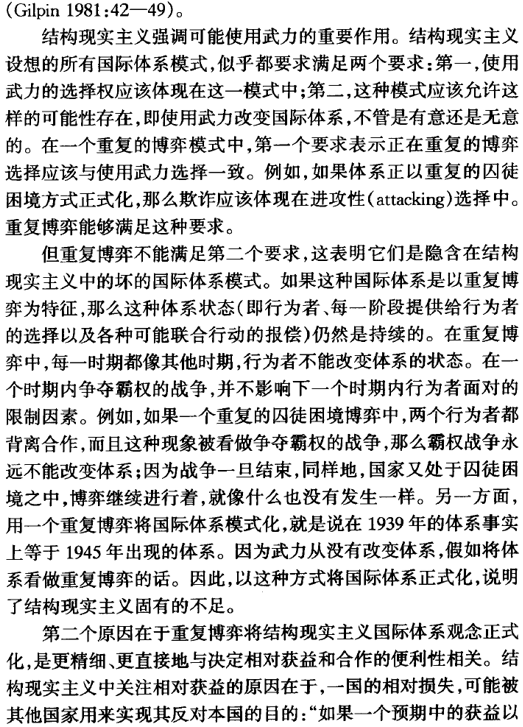 (Gilpin 1981:42—49)。
结构现实主义强调可能使用武力的重要作用。结构现实主义
设想的所有国际体系模式,似乎都要求满足两个要求:第一,使用
武力的选择权应该体现在这一模式中;第二,这种模式应该允许这
样的可能性存在,即使用武力改变国际体系,不管是有意还是无意
的。在一个重复的博弈模式中,第一个要求表示正在重复的博弈
选择应该与使用武力选择一致。例如,如果体系正以重复的囚徒
困境方式正式化,那么欺诈应该体现在进攻性(attacking)选择中。
重复博弈能够满足这种要求。
但重复博弈不能满足第二个要求,这表明它们是隐含在结构
现实主义中的坏的国际体系模式。如果这种国际体系是以重复博
弈为特征,那么这种体系状态(即行为者、每一阶段提供给行为者
的选择以及各种可能联合行动的报偿)仍然是持续的。在重复博
弈中,每一时期都像其他时期,行为者不能改变体系的状态。在一
个时期内争夺霸权的战争,并不影响下一个时期内行为者面对的
限制因素。例如,如果一个重复的囚徒困境博弈中,两个行为者都
背离合作,而且这种现象被看做争夺霸权的战争,那么霸权战争永
远不能改变体系;因为战争一旦结束,同样地,国家又处于囚徒困
境之中,博弈继续进行着,就像什么也没有发生一样。另一方面,
用一个重复博弈将国际体系模式化,就是说在 1939 年的体系事实
上等于 1945 年出现的体系。因为武力从没有改变体系,假如将体
系看做重复博弈的话。因此,以这种方式将国际体系正式化,说明
了结构现实主义固有的不足。
第二个原因在于重复博弈将结构现实主义国际体系观念正式
化,是更精细、更直接地与决定相对获益和合作的便利性相关。结
构现实主义中关注相对获益的原因在于,一国的相对损失,可能被
其他国家用来实现其反对本国的目的:“如果一个预期中的获益以